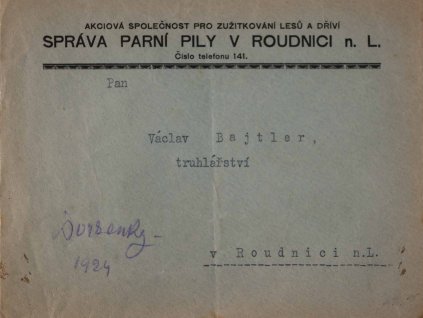 AKCIOVÁ SPOLEČNOST PRO ZUŽITKOVÁNÍ LESŮ A DŘÍVÍ
SPRÁVA PARNÍ PILY V ROUDNICI n. L.
Číslo telefonu 141.
Pan
Václav Bajtler,
truhlářství
1924
v Roudnici n.L.